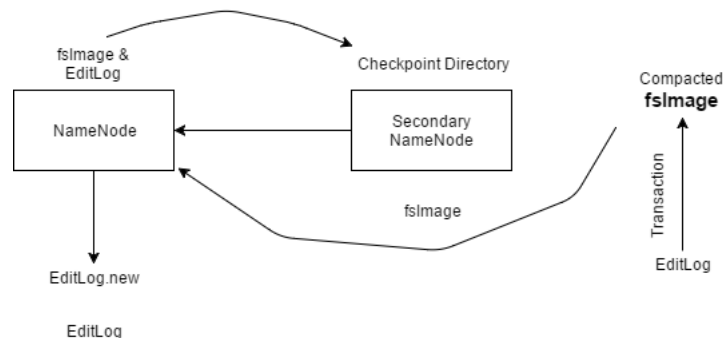 fsImage &
EditLog
NameNode
Checkpoint Directory
Secondary
NameNode
Compacted
fsImage
Transaction
EditLog
fsImage
EditLog.new
EditLog